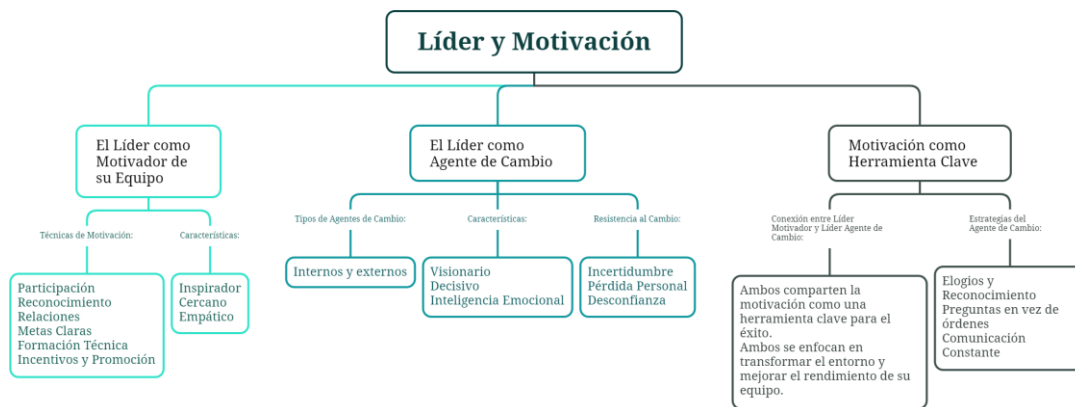 Líder y Motivación
El Líder como
Motivador de
su Equipo
Técnicas de Motivación:
Participación
Reconocimiento
Relaciones
Metas Claras
Formación Técnica
Incentivos y Promoción
Características:
Inspirador
Cercano
Empático
El Líder como
Agente de Cambio
Tipos de Agentes de Cambio:
Internos y externos
Características:
Visionario
Decisivo
Inteligencia Emocional
Resistencia al Cambio:
Incertidumbre
Pérdida Personal
Desconfianza
Motivación como
Herramienta Clave
Conexión entre Líder
Motivador y Líder Agente de
Cambio:
Ambos comparten la
motivación como una
herramienta clave para el
éxito.
Ambos se enfocan en
transformar el entorno y
mejorar el rendimiento de su
equipo.
Estrategias del
Agente de Cambio:
Elogios y
Reconocimiento
Preguntas en vez de
órdenes
Comunicación
Constante